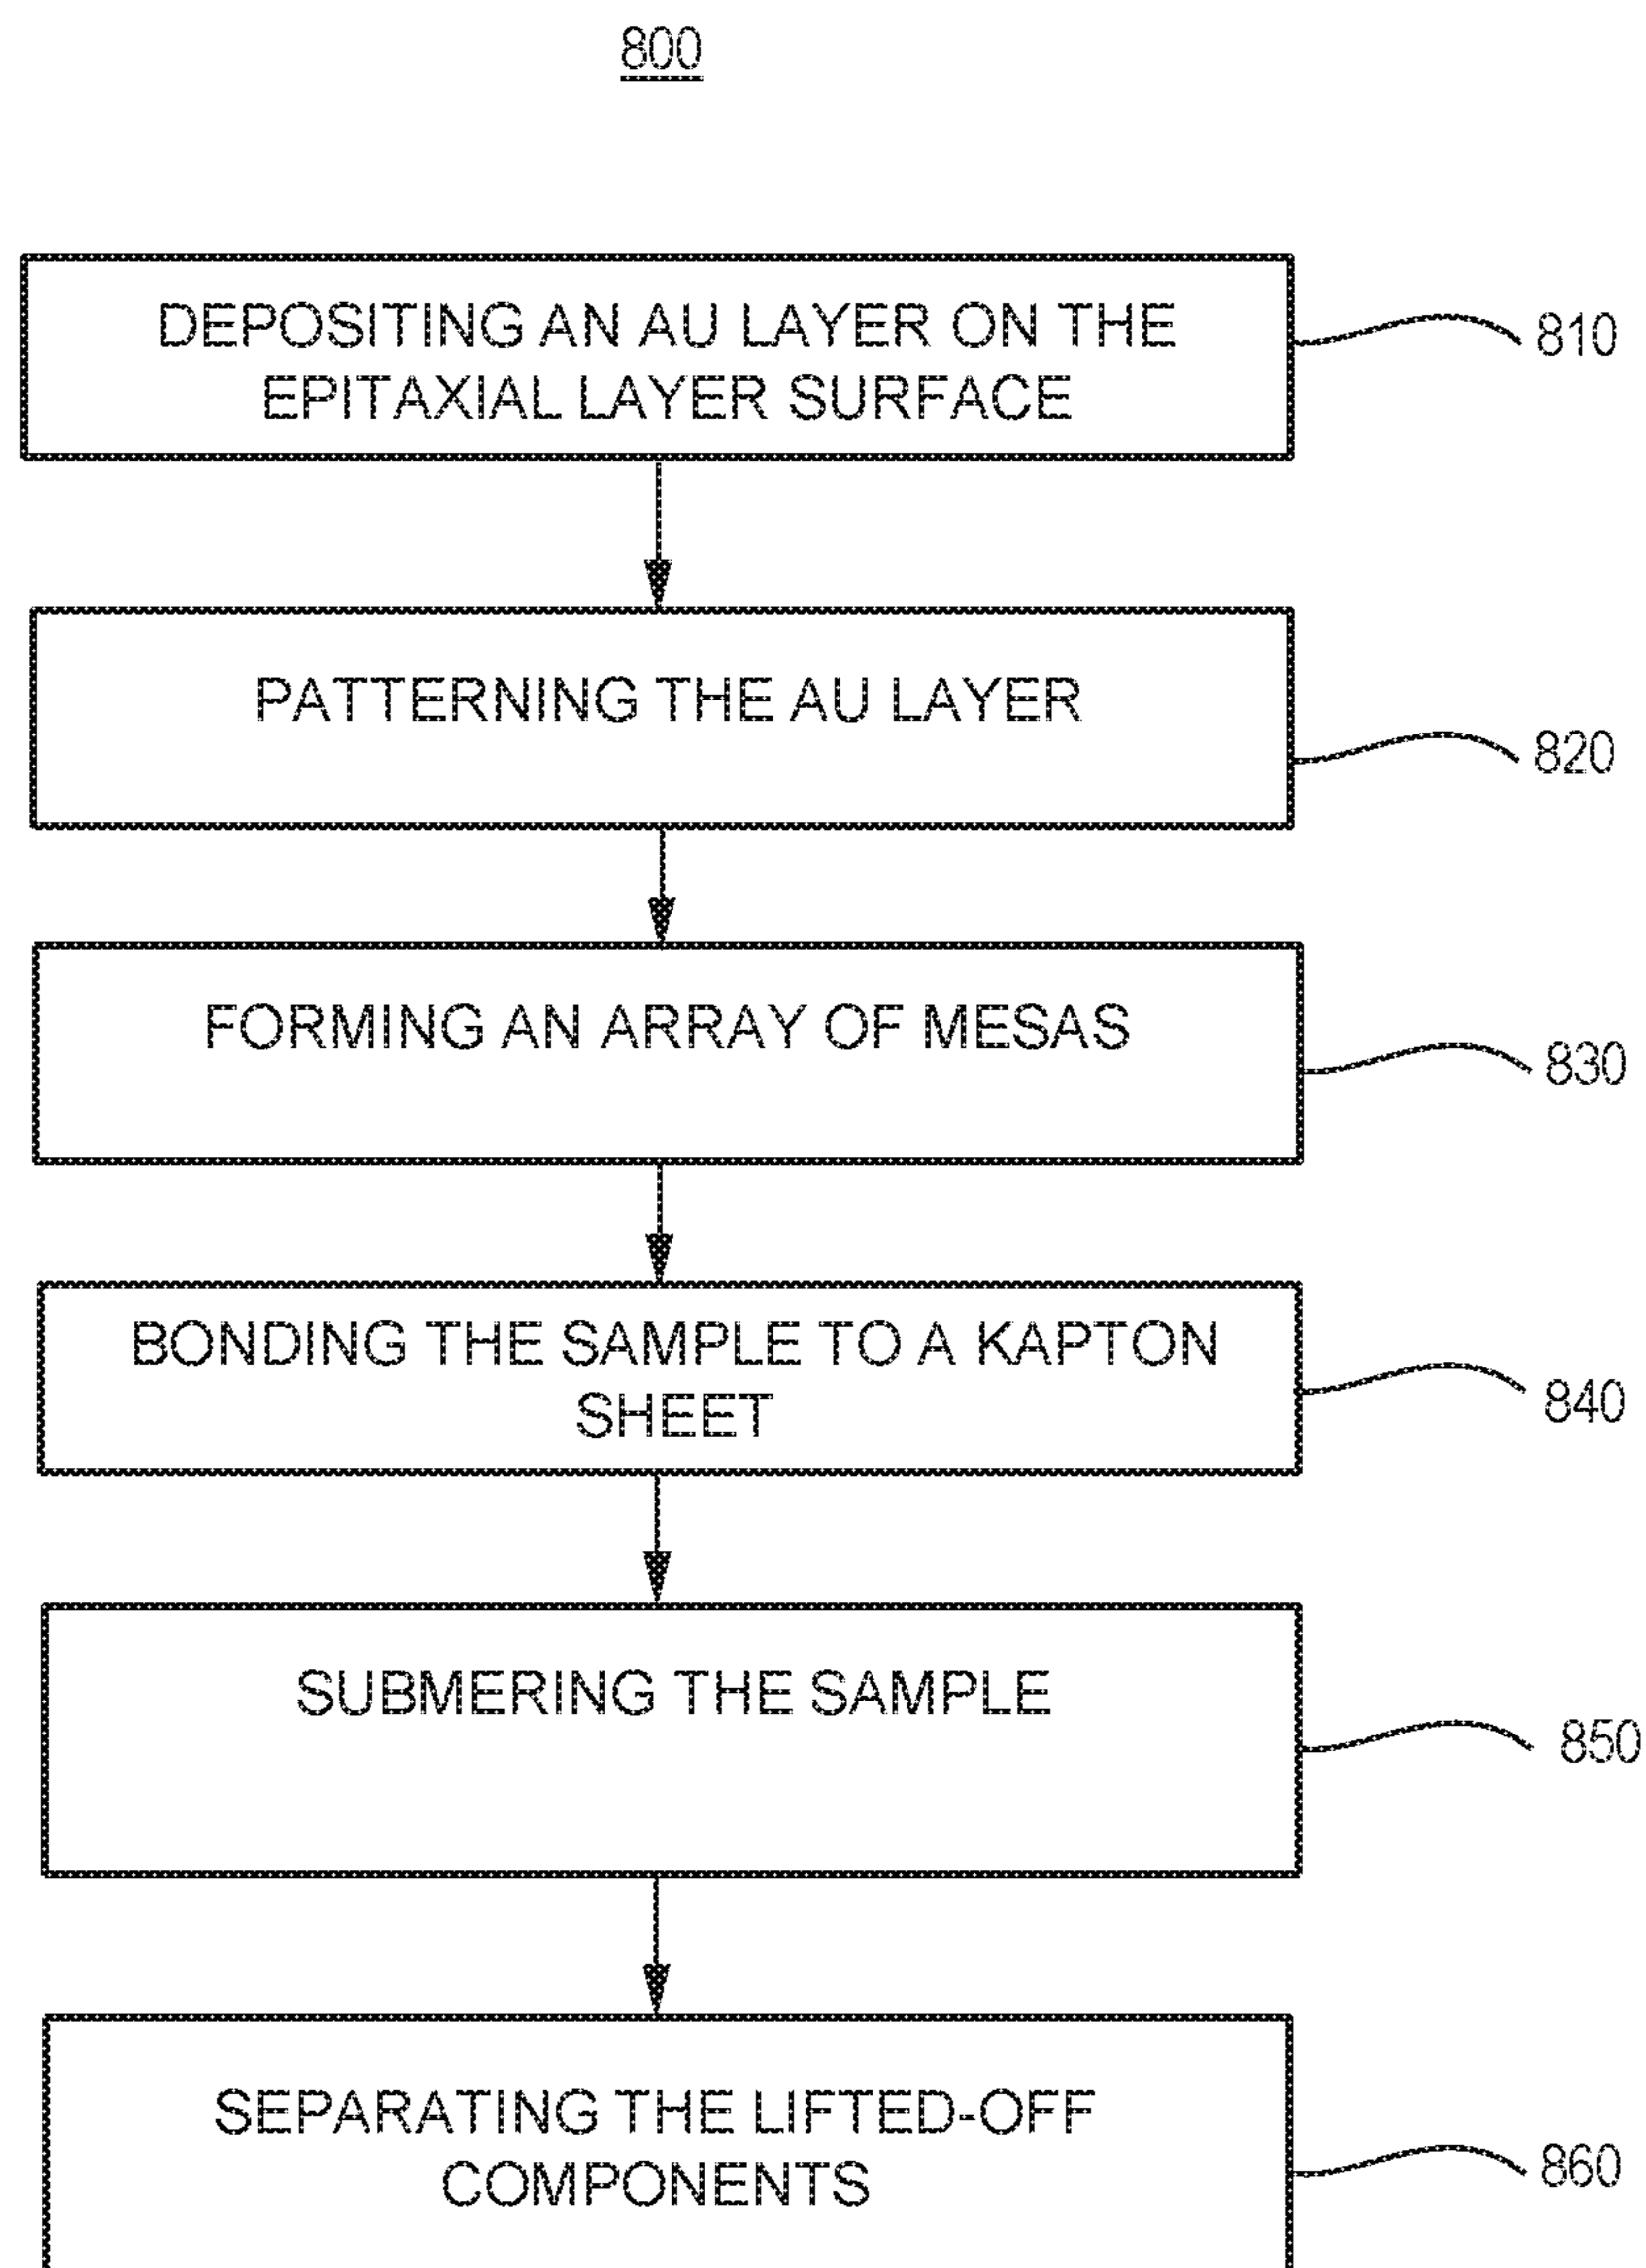 800
DEPOSITING AN AU LAYER ON THE
EPITAXIAL LAYER SURFACE
810
PATTERNING THE AU LAYER
820
FORMING AN ARRAY OF MESAS
830
BONDING THE SAMPLE TO A KAPTON
SHEET
840
SUBMERING THE SAMPLE
850
SEPARATING THE LIFTED-OFF
COMPONENTS
860